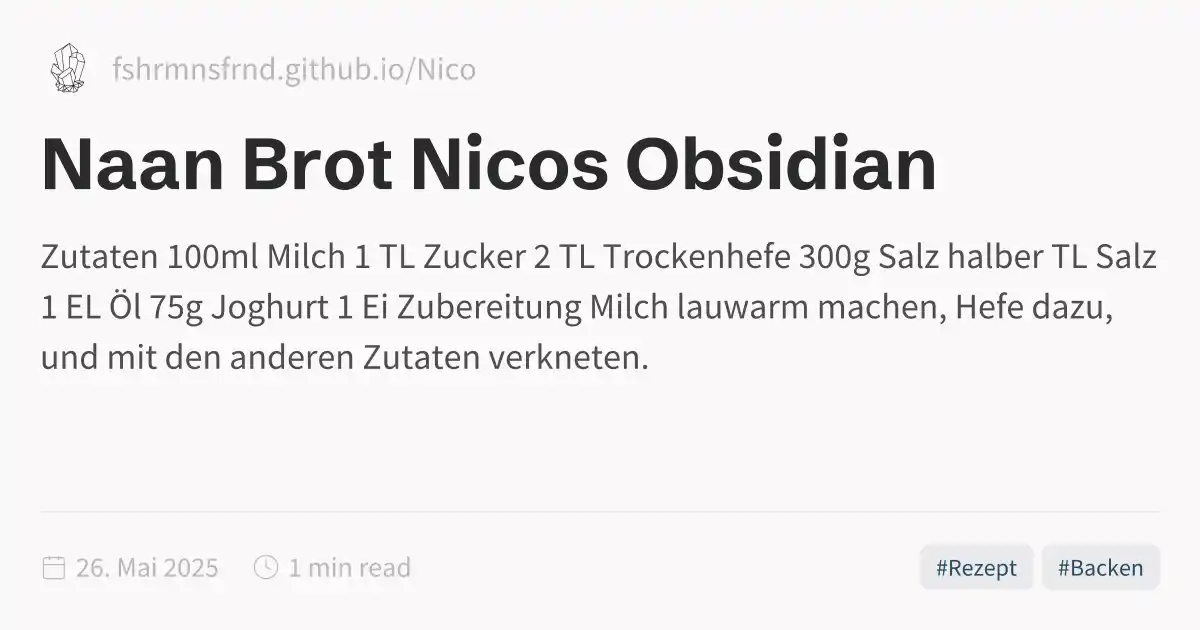 fshrmnsfrnd.github.io/Nico
Naan Brot Nicos Obsidian
Zutaten 100ml Milch 1 TL Zucker 2 TL Trockenhefe 300g Salz halber TL Salz
1 EL Öl 75g Joghurt 1 Ei Zubereitung Milch lauwarm machen, Hefe dazu,
und mit den anderen Zutaten verkneten.
26. Mai 2025 1 min read #Rezept #Backen